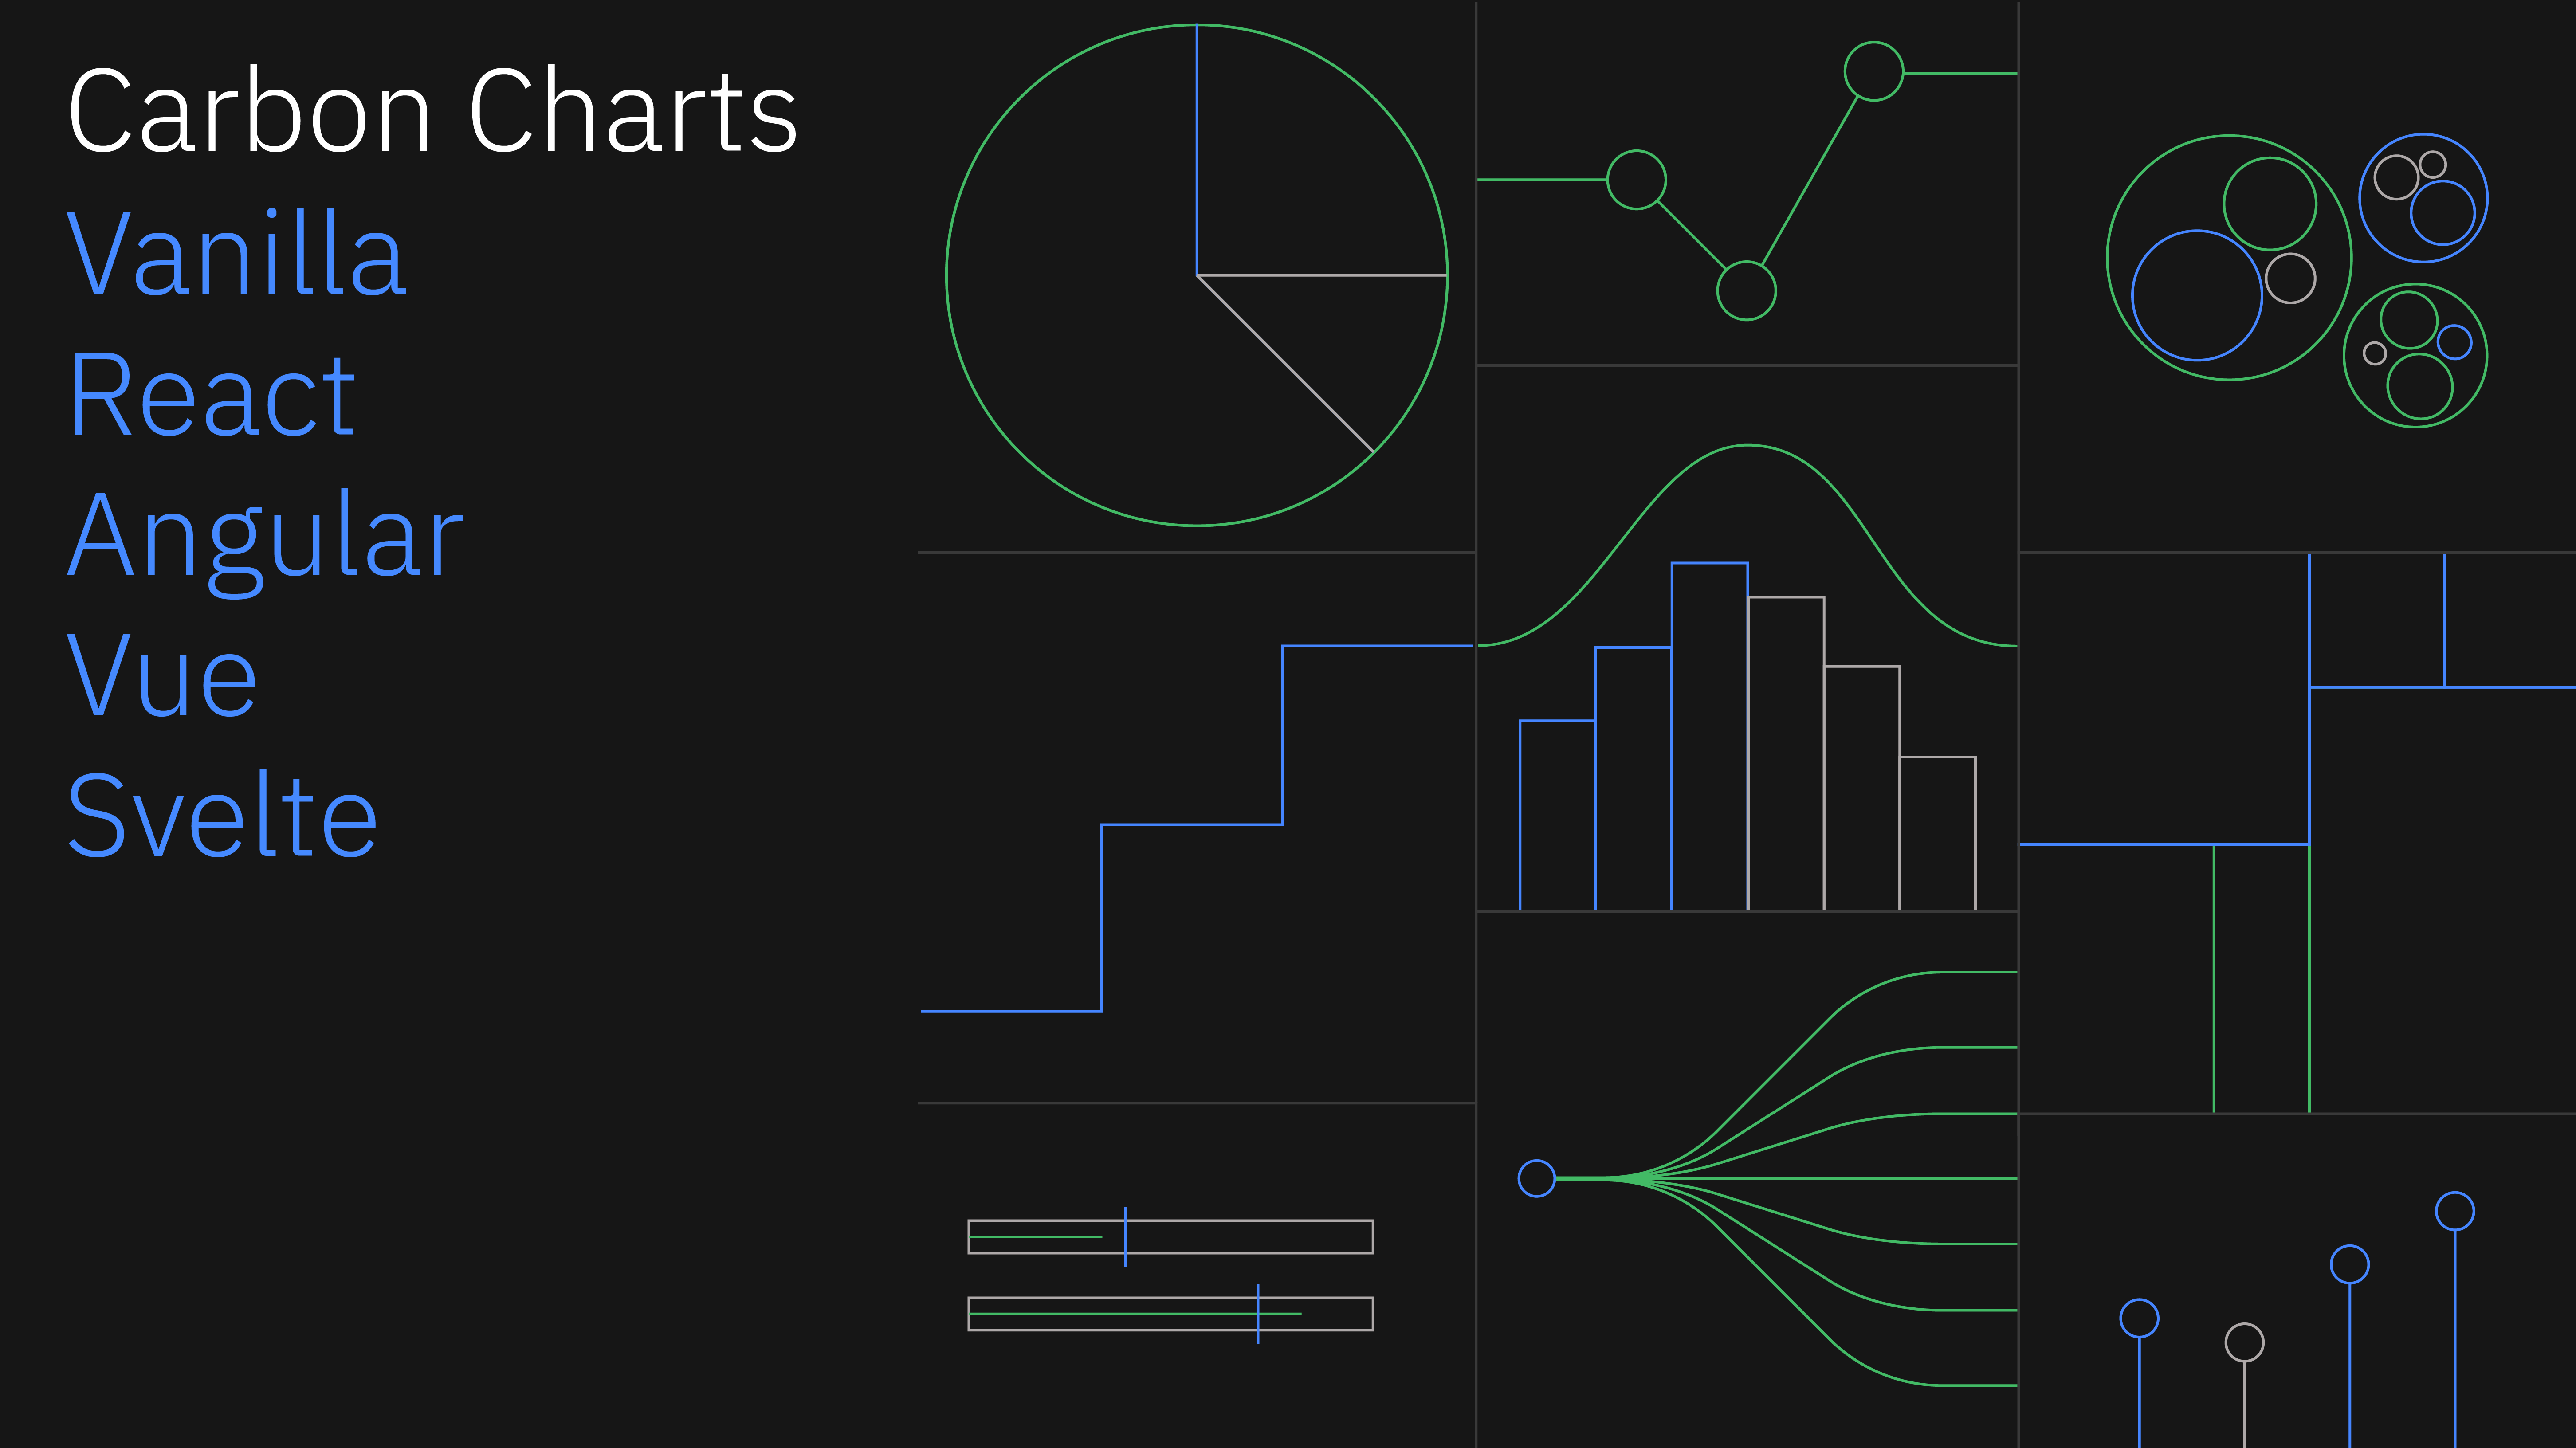 Carbon Charts
Vanilla
React
Angular
Vue
Svelte